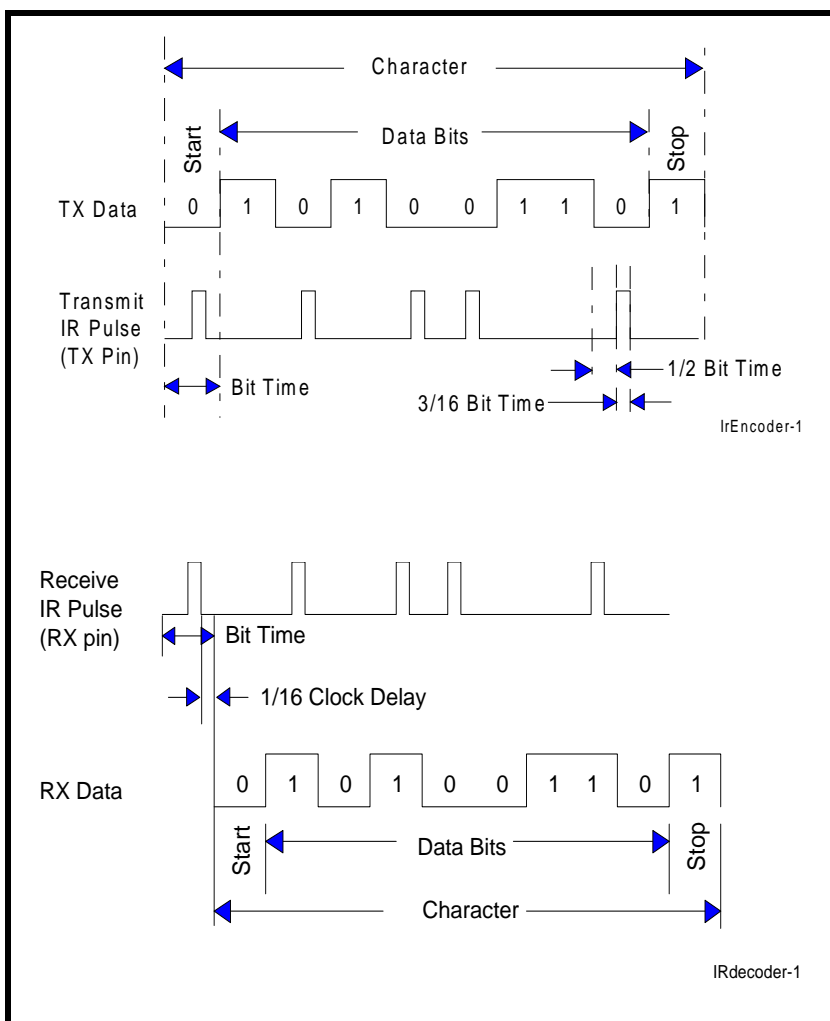 Character
Start
Data Bits
Stop
TX Data
0 1 0 1 0 0 1 1 0 1
Transmit
IR Pulse
(TX Pin)
Bit Time
1/2 Bit Time
3/16 Bit Time
IrEncoder-1
Receive
IR Pulse
(RX pin)
Bit Time
1/16 Clock Delay
RX Data
0 1 0 1 0 0 1 1 0 1
Start
Data Bits
Stop
Character
IRdecoder-1